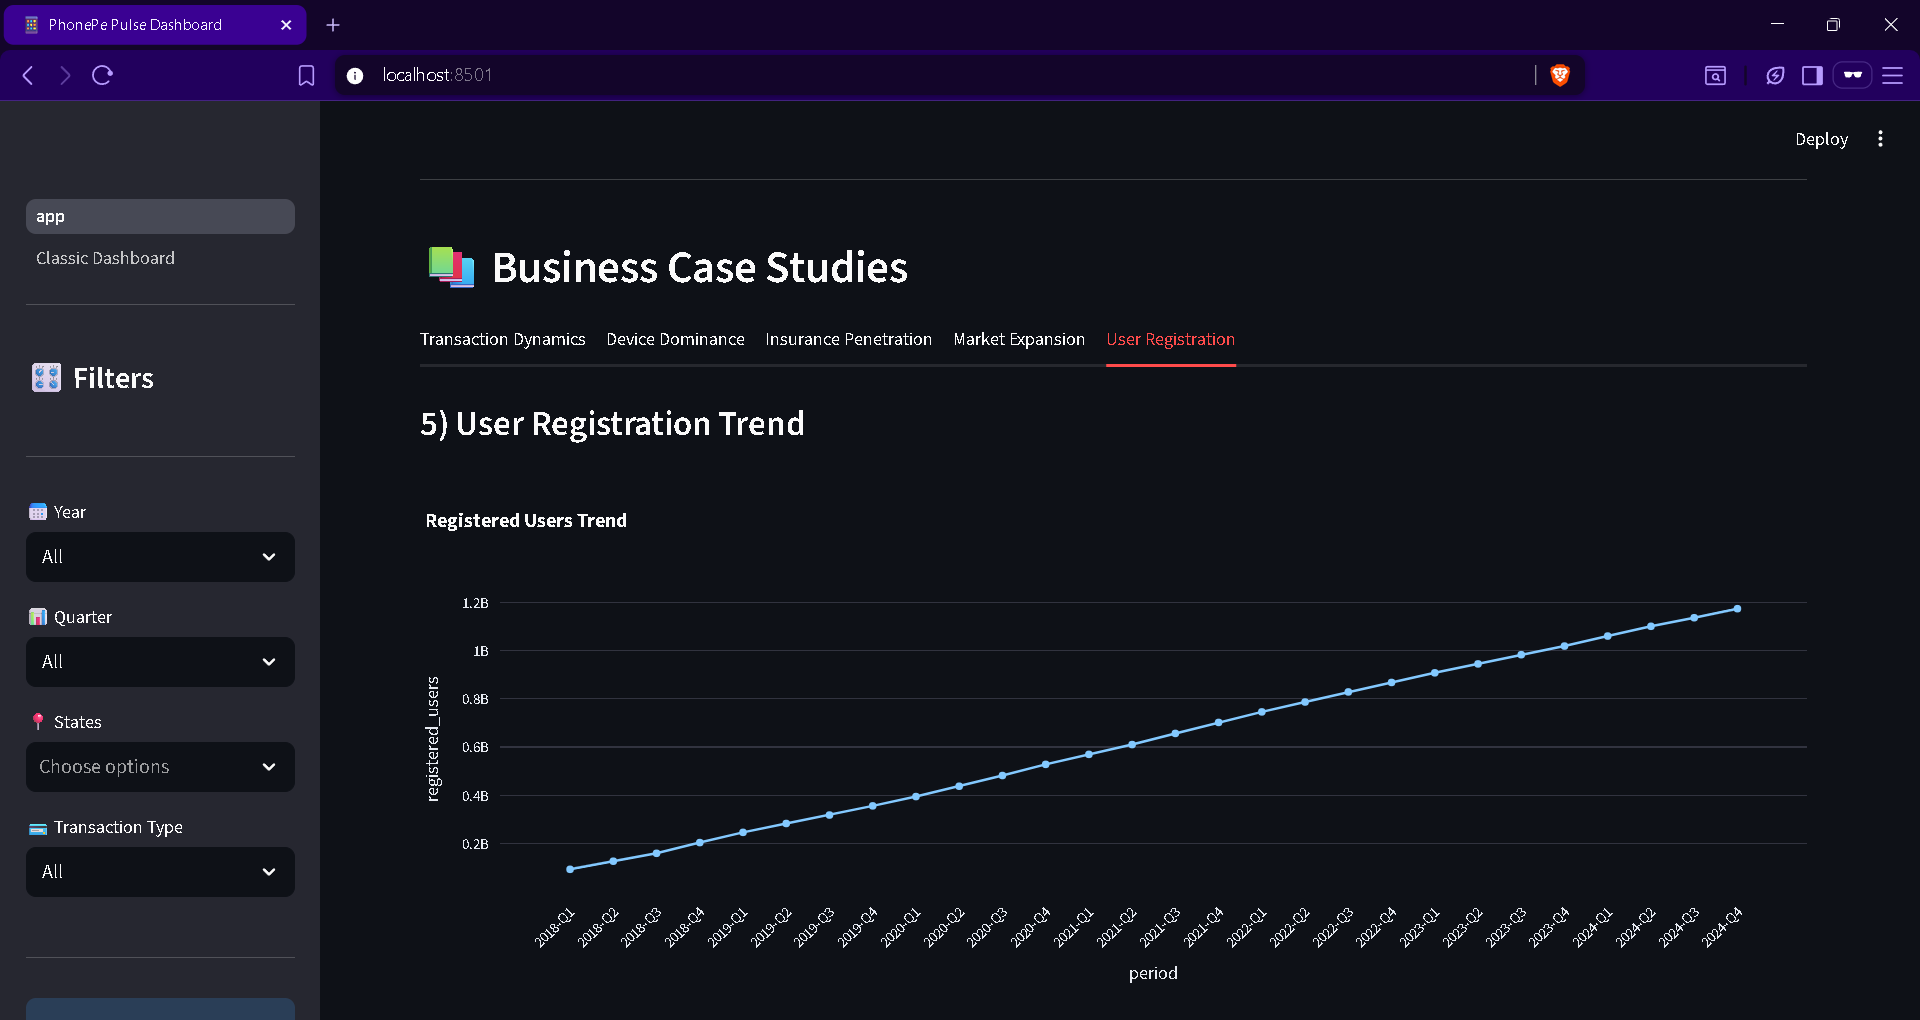 PhonePe Pulse Dashboard
localhost:8501
Deploy
app
Classic Dashboard
Filters
Year
All
Quarter
All
States
Choose options
Transaction Type
All
Business Case Studies
Transaction Dynamics Device Dominance Insurance Penetration Market Expansion User Registration
5) User Registration Trend
Registered Users Trend
registered_users
1.2B
1B
0.8B
0.6B
0.4B
0.2B
2018-Q1 2018-Q2 2018-Q3 2018-Q4 2019-Q1 2019-Q2 2019-Q3 2019-Q4 2020-Q1 2020-Q2 2020-Q3 2020-Q4 2021-Q1 2021-Q2 2021-Q3 2021-Q4 2022-Q1 2022-Q2 2022-Q3 2022-Q4 2023-Q1 2023-Q2 2023-Q3 2023-Q4 2024-Q1 2024-Q2 2024-Q3 2024-Q4
period